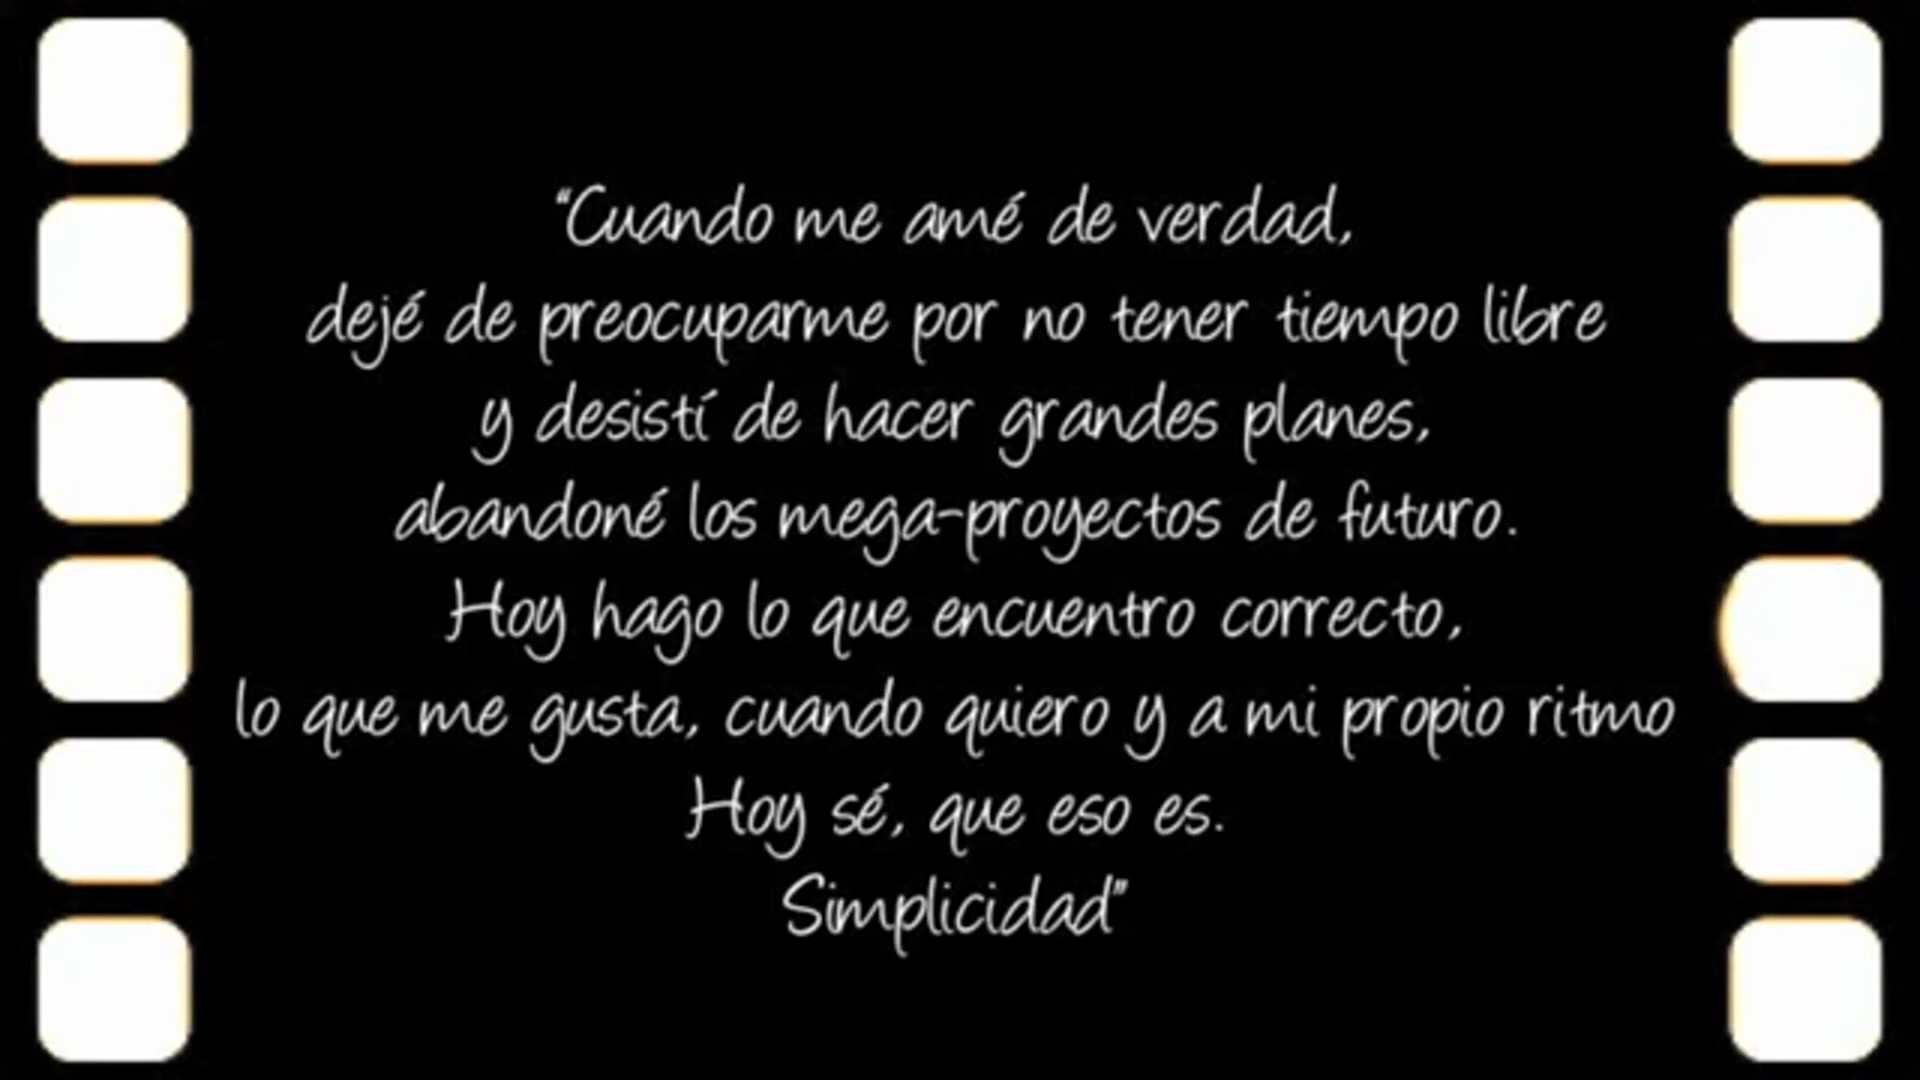 “Cuando me amé de verdad,
dejé de preocuparme por no tener tiempo libre
y desistí de hacer grandes planes,
abandoné los mega-proyectos de futuro.
Hoy hago lo que encuentro correcto,
lo que me gusta, cuando quiero y a mi propio ritmo
Hoy sé, que eso es.
Simplicidad”